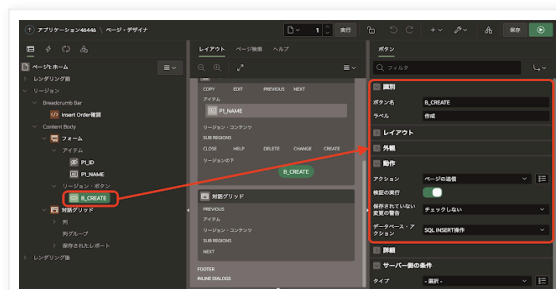 アプリケーション46446 \ ページ・デザイナ
1
実行
保存
レイアウト ページ検索 ヘルプ
ボタン
フィルタ
ページ1: ホーム
レンダリング前
リージョン
Breadcrumb Bar
Insert Order確認
Content Body
フォーム
アイテム
P1_ID
P1_NAME
リージョン・ボタン
B_CREATE
対話グリッド
列
列グループ
保存されたレポート
レンダリング後
COPY EDIT PREVIOUS NEXT
アイテム
P1_NAME
リージョン・コンテンツ
SUB REGIONS
CLOSE HELP DELETE CHANGE CREATE
リージョンの下
B_CREATE
対話グリッド
PREVIOUS
アイテム
リージョン・コンテンツ
SUB REGIONS
NEXT
FOOTER
INLINE DIALOGS
識別
ボタン名 B_CREATE
ラベル 作成
レイアウト
外観
動作
アクション ページの送信
検証の実行
保存されていない変更の警告 チェックしない
データベース・アクション SQL INSERT操作
詳細
サーバー側の条件
タイプ - 選択 -